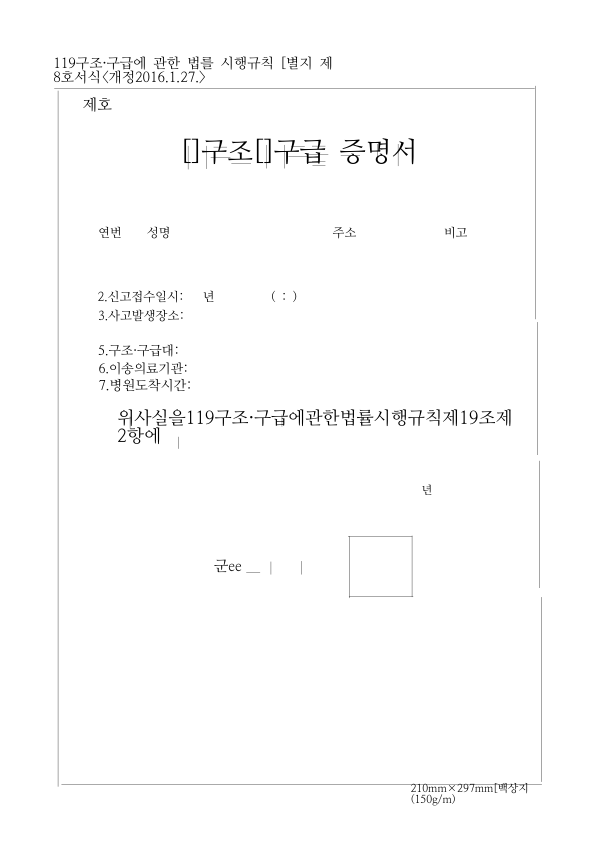 119구조·구급에 관한 법률 시행규칙 [별지 제
8호서식<개정2016.1.27.>
제호
[]구조[]구급 증명서
연번 성명 주소 비고
2.신고접수일시: 년 ( : )
3.사고발생장소:
5.구조·구급대:
6.이송의료기관:
7.병원도착시간:
위사실을119구조·구급에관한법률시행규칙제19조제
2항에
년
군ee
210mm×297mm[백상지
(150g/m)